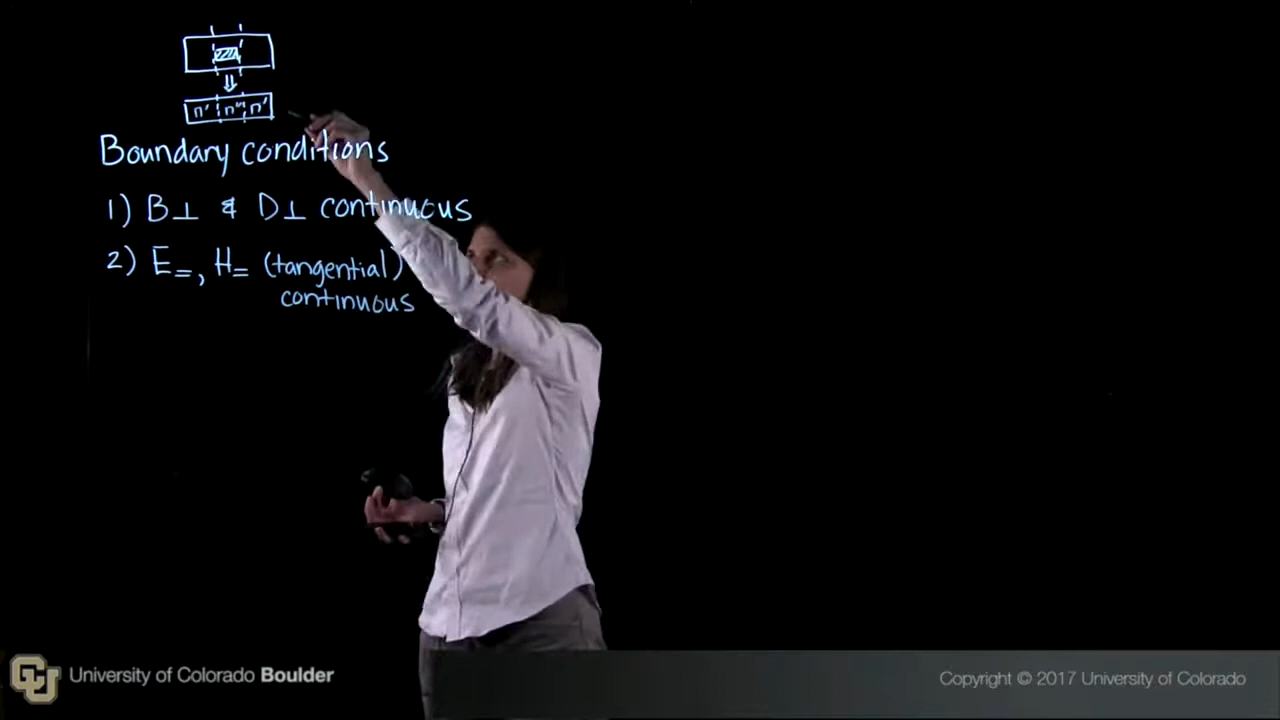 n' n" n'
Boundary conditions
1) B⊥ & D⊥ continuous
2) E=, H= (tangential)
continuous
University of Colorado Boulder
Copyright © 2017 University of Colorado